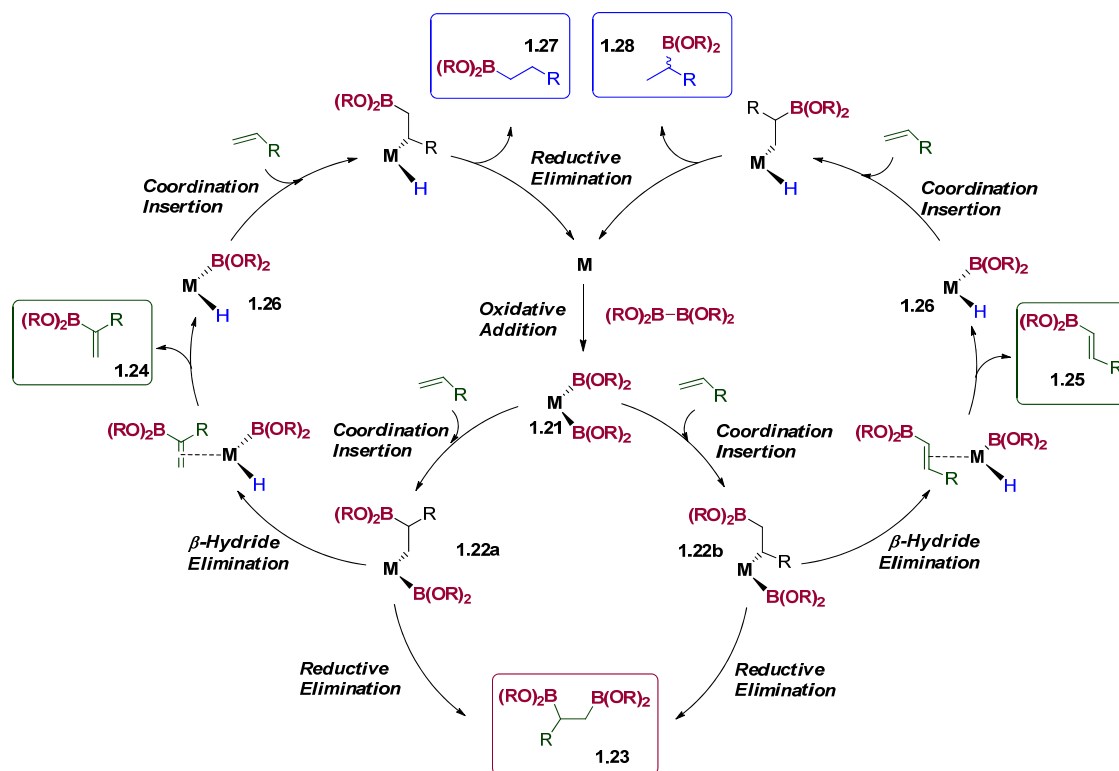 1.27
(RO)2B
R
1.28
B(OR)2
R
(RO)2B
R
M
H
R
B(OR)2
M
H
R
Coordination
Insertion
Reductive
Elimination
R
Coordination
Insertion
M
B(OR)2
M
H
1.26
B(OR)2
M
H
1.26
Oxidative
Addition
(RO)2B–B(OR)2
(RO)2B
R
1.24
(RO)2B
R
1.25
R
Coordination
Insertion
B(OR)2
M
1.21
B(OR)2
R
Coordination
Insertion
(RO)2B
R
B(OR)2
M
H
(RO)2B
R
B(OR)2
M
H
(RO)2B
R
1.22a
M
B(OR)2
(RO)2B
1.22b
R
M
B(OR)2
β-Hydride
Elimination
β-Hydride
Elimination
Reductive
Elimination
Reductive
Elimination
(RO)2B
B(OR)2
R
1.23